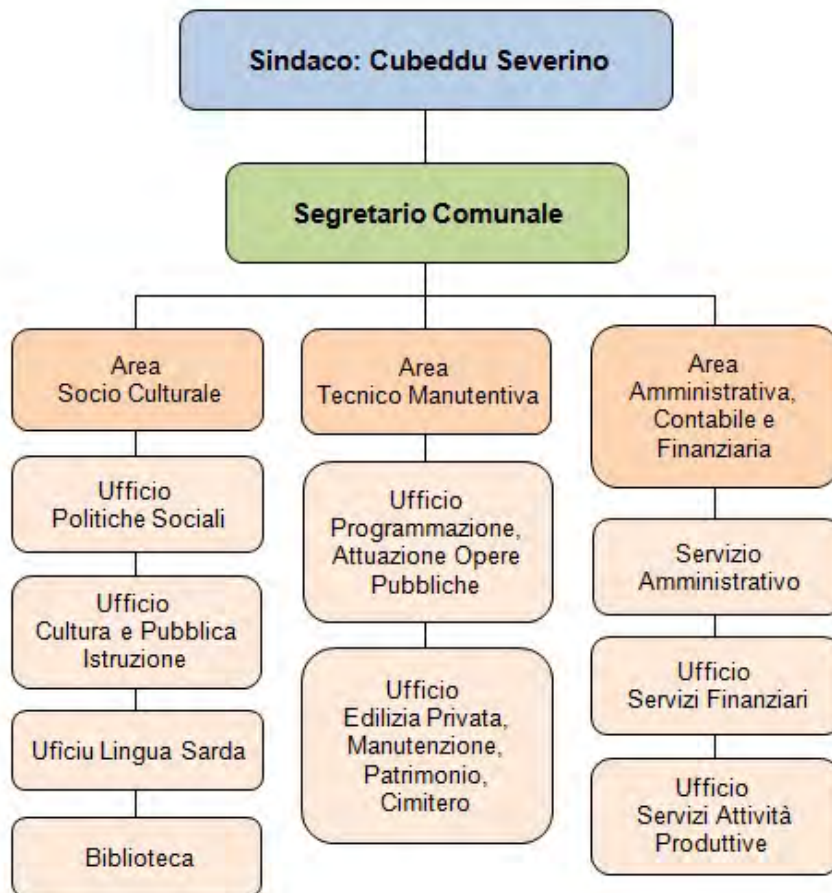 Sindaco: Cubeddu Severino
Segretario Comunale
Area
Socio Culturale
Ufficio
Politiche Sociali
Ufficio
Cultura e Pubblica
Istruzione
Uficiu Lingua Sarda
Biblioteca
Area
Tecnico Manutentiva
Ufficio
Programmazione,
Attuazione Opere
Pubbliche
Ufficio
Edilizia Privata,
Manutenzione,
Patrimonio,
Cimitero
Area
Amministrativa,
Contabile e
Finanziaria
Servizio
Amministrativo
Ufficio
Servizi Finanziari
Ufficio
Servizi Attività
Produttive